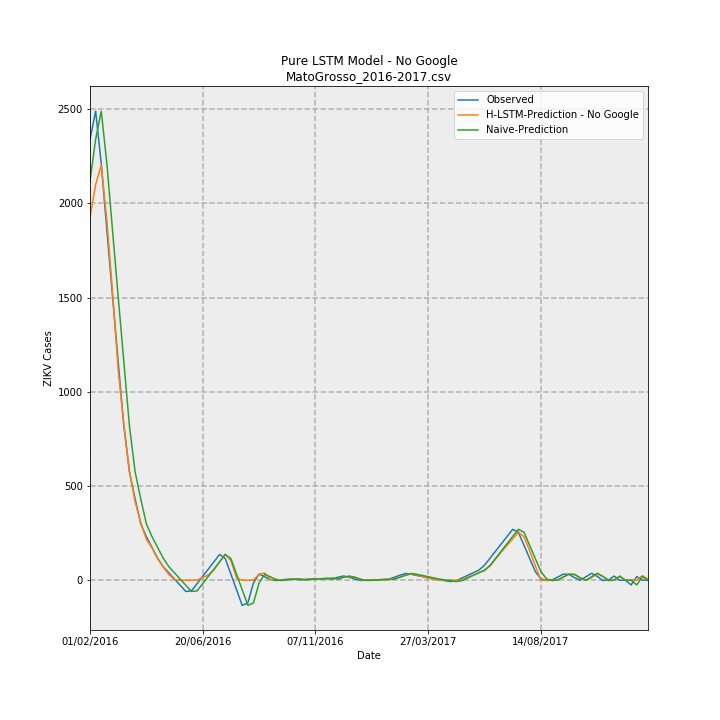 Pure LSTM Model - No Google
MatoGrosso_2016-2017.csv
Observed
H-LSTM-Prediction - No Google
Naive-Prediction
2500
2000
1500
1000
500
0
ZIKV Cases
01/02/2016
20/06/2016
07/11/2016
27/03/2017
14/08/2017
Date